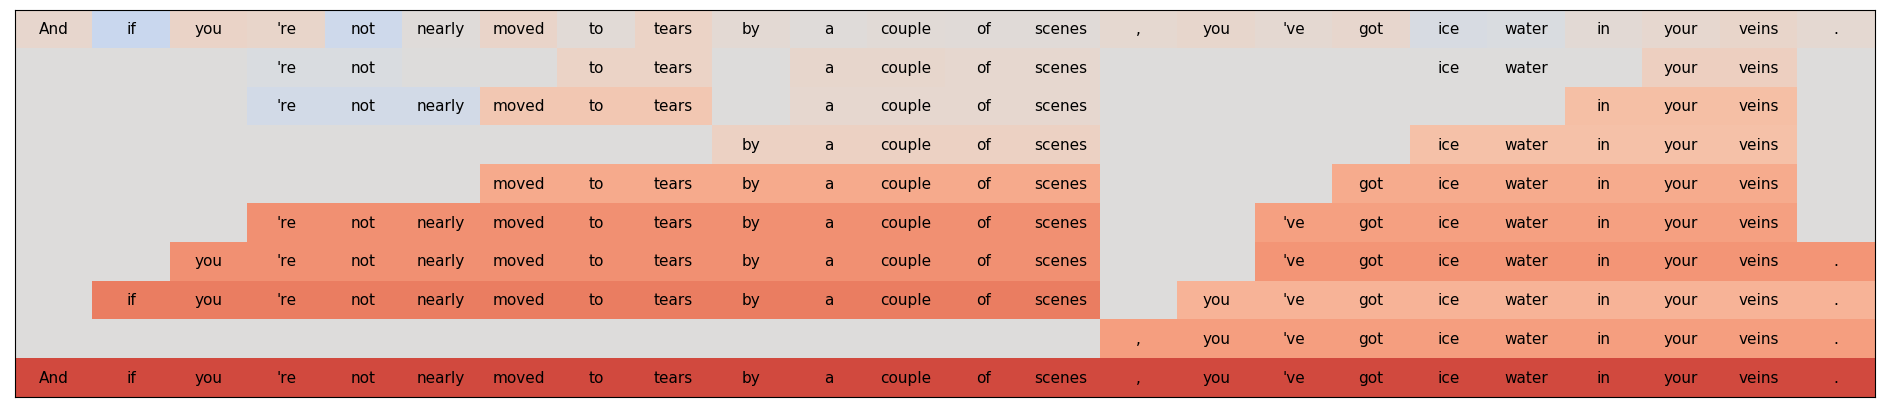 And if you 're not nearly moved to tears by a couple of scenes , you 've got ice water in your veins .
're not to tears a couple of scenes ice water your veins
're not nearly moved to tears a couple of scenes in your veins
by a couple of scenes ice water in your veins
moved to tears by a couple of scenes got ice water in your veins
're not nearly moved to tears by a couple of scenes 've got ice water in your veins
you 're not nearly moved to tears by a couple of scenes 've got ice water in your veins .
if you 're not nearly moved to tears by a couple of scenes you 've got ice water in your veins .
, you 've got ice water in your veins .
And if you 're not nearly moved to tears by a couple of scenes , you 've got ice water in your veins .